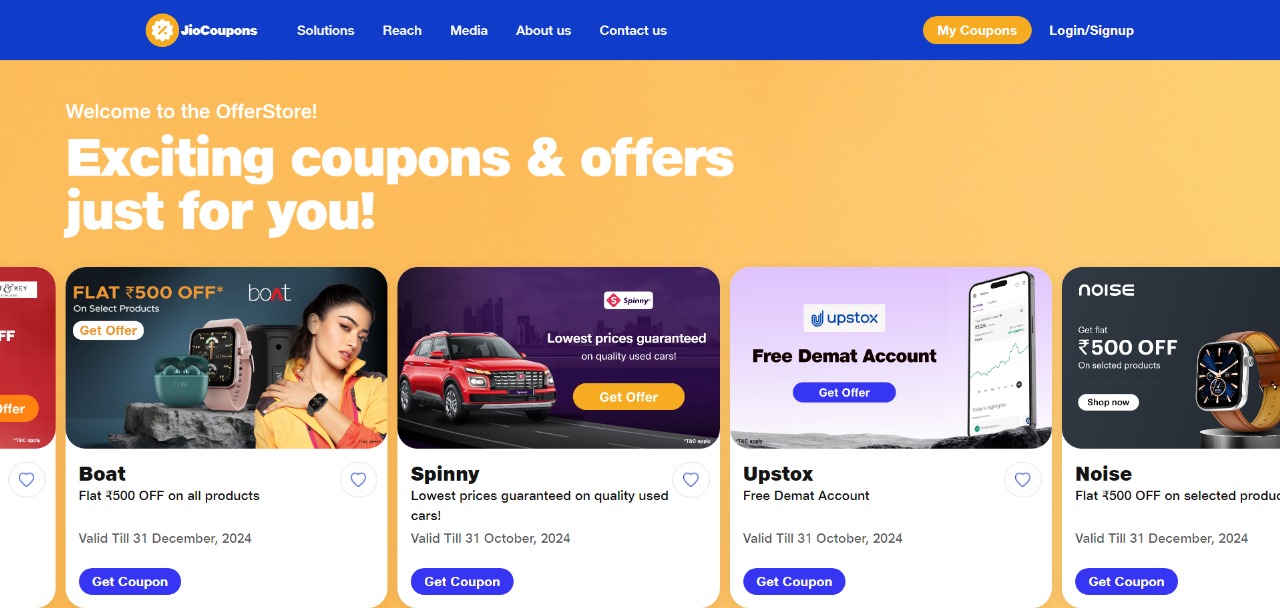 JioCoupons
Solutions
Reach
Media
About us
Contact us
My Coupons
Login/Signup
Welcome to the OfferStore!
Exciting coupons & offers
just for you!
& KEY
FF
Offer
*T&C apply
FLAT ₹500 OFF*
On Select Products
Get Offer
boAt
*T&C apply
Boat
Flat ₹500 OFF on all products
Valid Till 31 December, 2024
Get Coupon
Spinny
Lowest prices guaranteed
on quality used cars!
Get Offer
*T&C apply
Spinny
Lowest prices guaranteed on quality used
cars!
Valid Till 31 October, 2024
Get Coupon
upstox
Free Demat Account
Get Offer
*T&C apply
Upstox
Free Demat Account
Valid Till 31 October, 2024
Get Coupon
NOISE
Get flat
₹500 OFF
On selcted products
Shop now
Noise
Flat ₹500 OFF on selected produc
Valid Till 31 December, 2024
Get Coupon